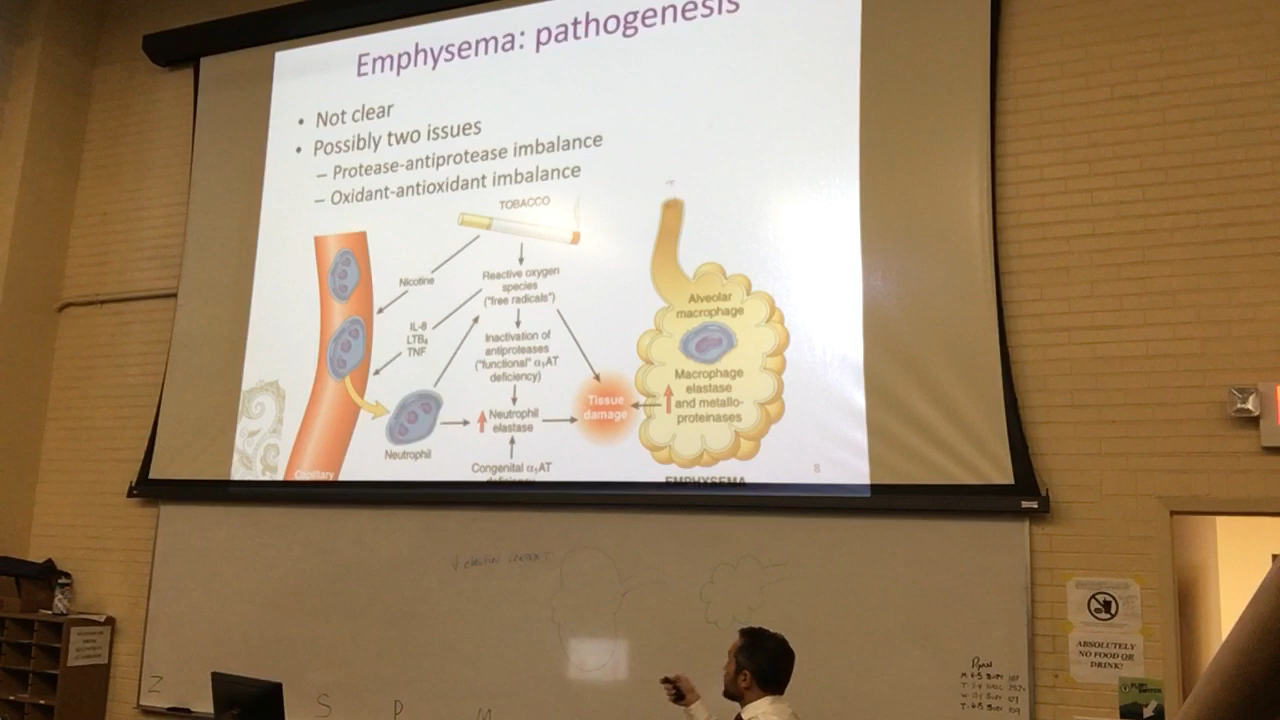 Emphysema: pathogenesis
• Not clear
• Possibly two issues
– Protease-antiprotease imbalance
– Oxidant-antioxidant imbalance
TOBACCO
Nicotine
Reactive oxygen
species
("free radicals")
IL-8
LTB₄
TNF
Inactivation of
antiproteases
("functional" α₁AT
deficiency)
Neutrophil
Neutrophil
elastase
Congenital α₁AT
deficiency
Tissue
damage
Alveolar
macrophage
Macrophage
elastase
and metallo-
proteinases
EMPHYSEMA
Capillary
8
Z
S
P
M
ABSOLUTELY
NO FOOD OR
DRINK!